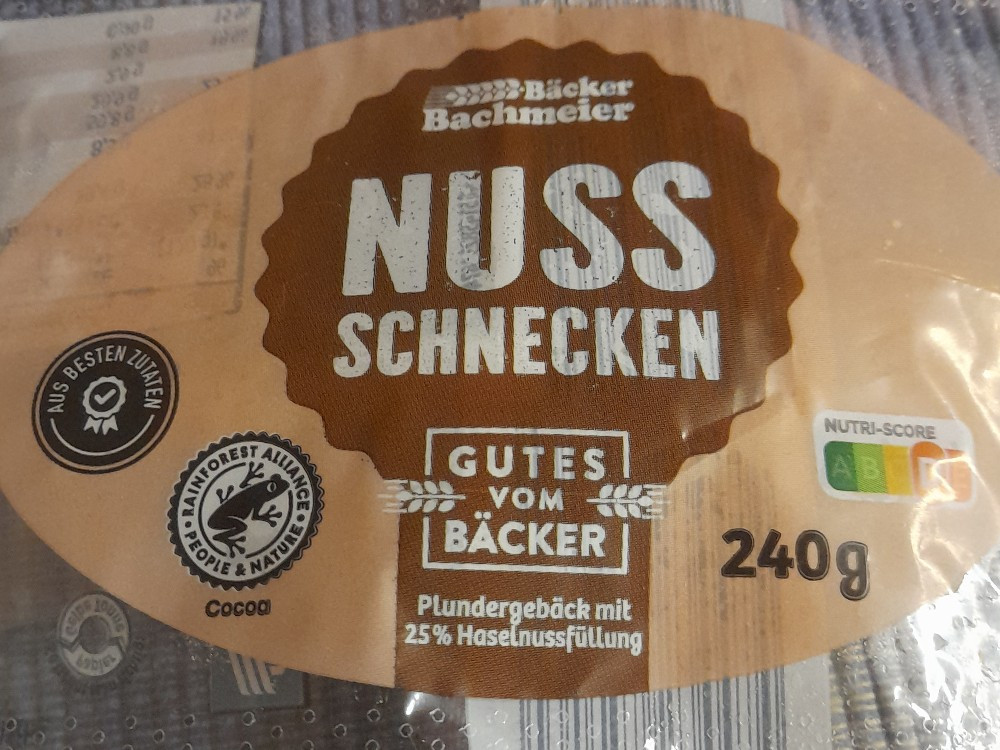 Bäcker
Bachmeier
NUSS
SCHNECKEN
AUS BESTEN ZUTATEN
RAINFOREST ALLIANCE
PEOPLE & NATURE
Cocoa
GUTES
VOM
BÄCKER
Plundergebäck mit
25% Haselnussfüllung
NUTRI-SCORE
A B
240g